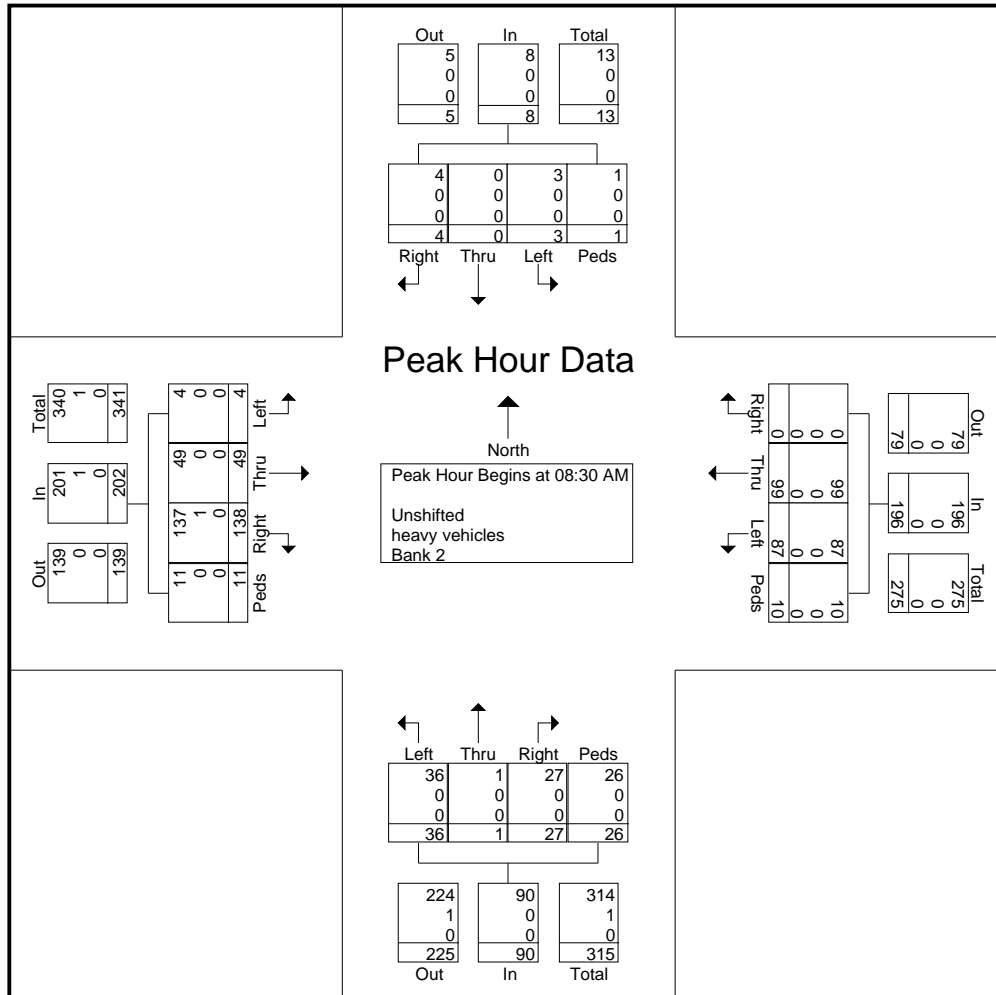 Out In Total
5 8 13
0 0 0
0 0 0
5 8 13
4 0 3 1
0 0 0 0
0 0 0 0
4 0 3 1
Right Thru Left Peds
Peak Hour Data
North
Peak Hour Begins at 08:30 AM
Unshifted
heavy vehicles
Bank 2
Total
340
1
0
341
In
201
1
0
202
Out
139
0
0
139
4
0
0
4
Left
49
0
0
49
Thru
137
1
0
138
Right
11
0
0
11
Peds
Right
0
0
0
0
Thru
99
0
0
99
Left
87
0
0
87
Peds
10
0
0
10
Out
79
0
0
79
In
196
0
0
196
Total
275
0
0
275
Left Thru Right Peds
36 1 27 26
0 0 0 0
0 0 0 0
36 1 27 26
224 90 314
1 0 1
0 0 0
225 90 315
Out In Total